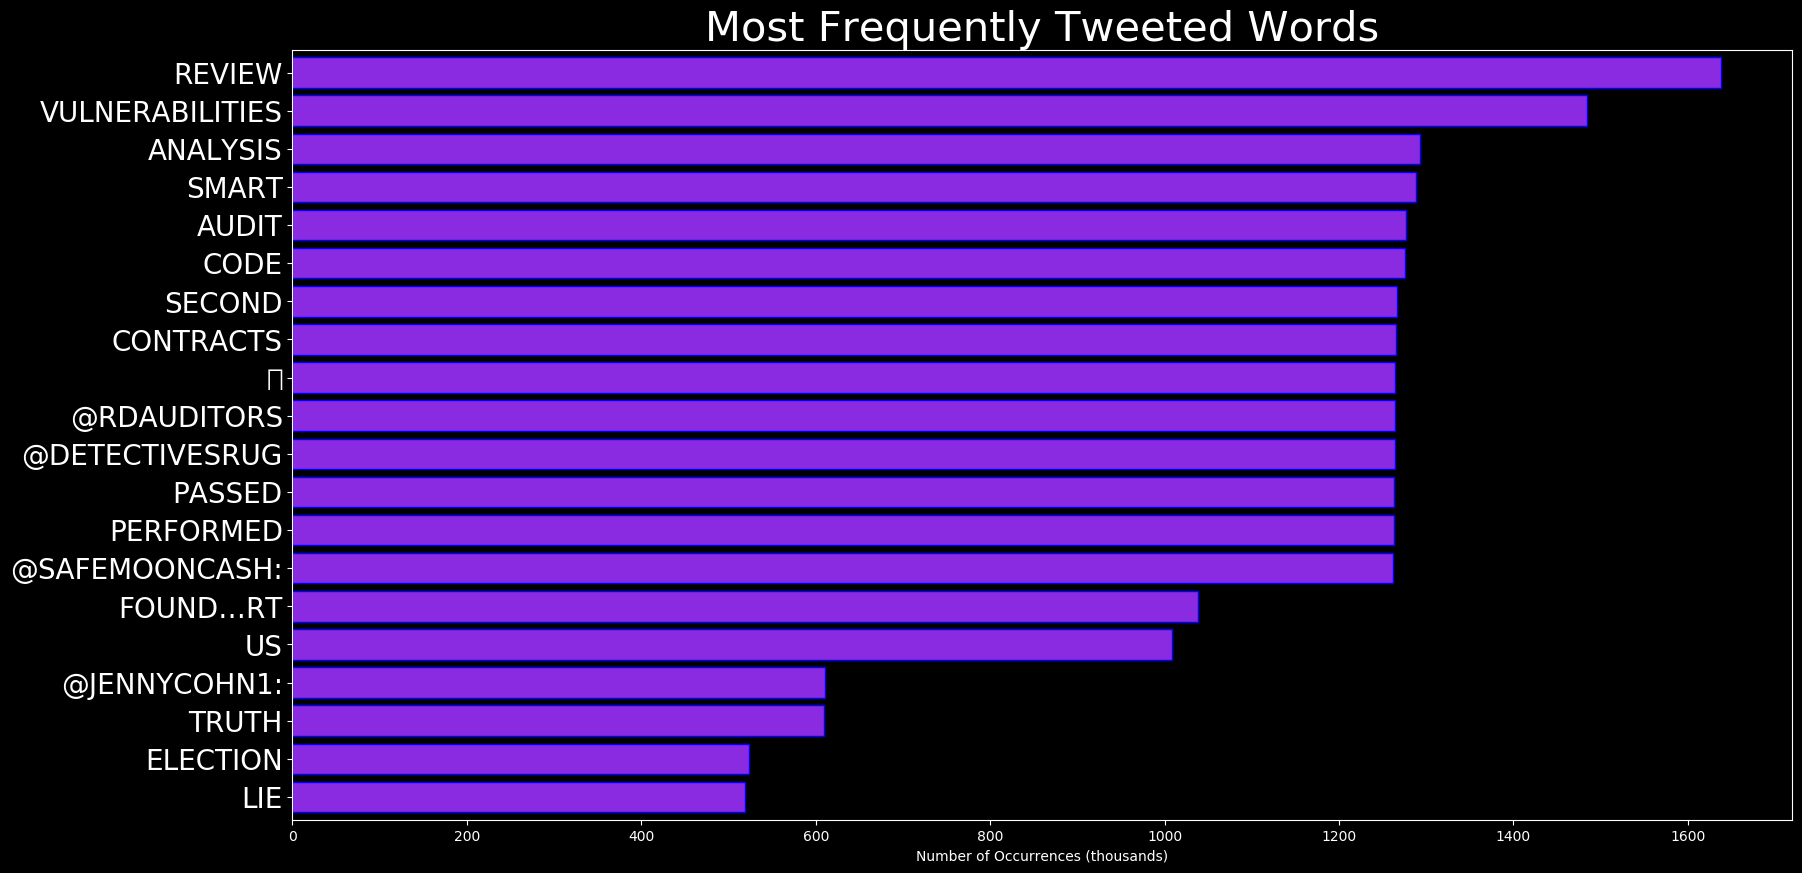 Most Frequently Tweeted Words
REVIEW
VULNERABILITIES
ANALYSIS
SMART
AUDIT
CODE
SECOND
CONTRACTS
@RDAUDITORS
@DETECTIVESRUG
PASSED
PERFORMED
@SAFEMOONCASH:
FOUND…RT
US
@JENNYCOHN1:
TRUTH
ELECTION
LIE
0 200 400 600 800 1000 1200 1400 1600
Number of Occurrences (thousands)